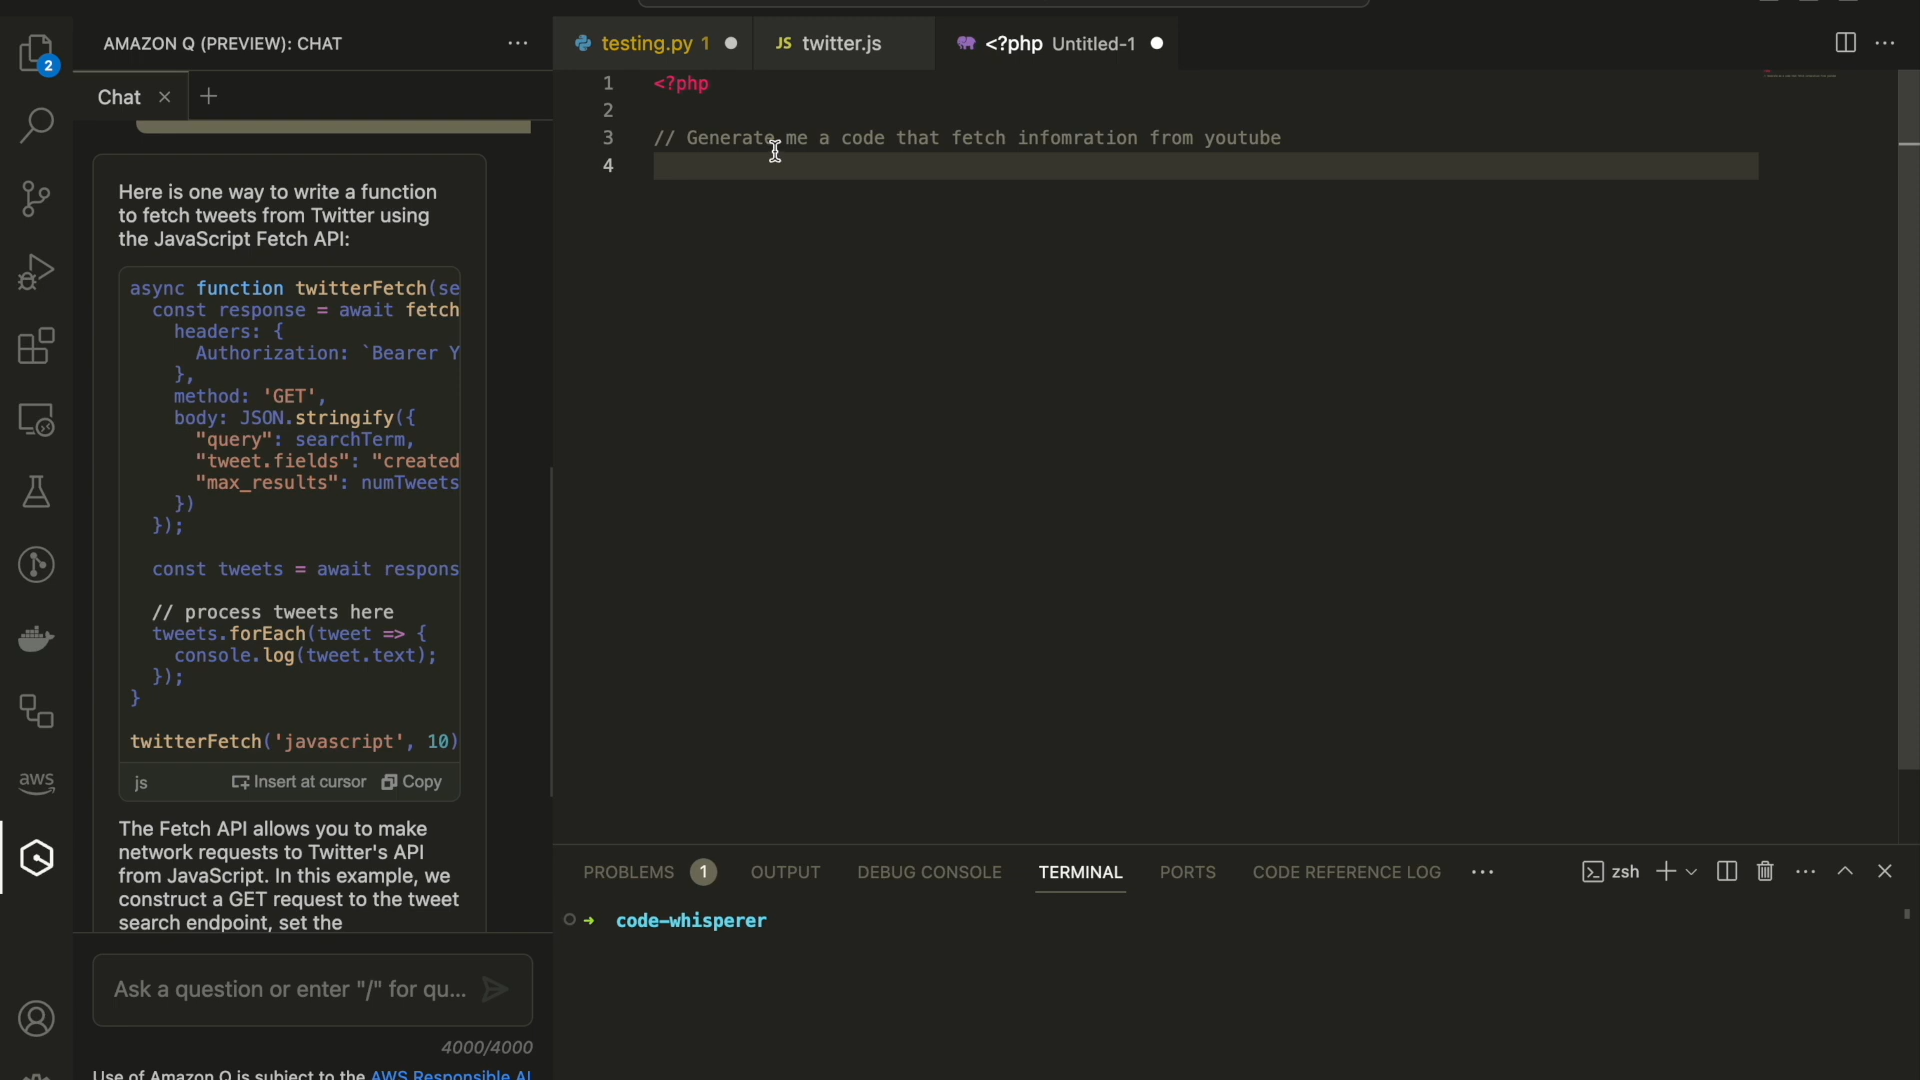 AMAZON Q (PREVIEW): CHAT
testing.py 1
JS twitter.js
<?php Untitled-1
2
Chat
1 <?php
2
3 // Generate me a code that fetch infomration from youtube
4
Here is one way to write a function
to fetch tweets from Twitter using
the JavaScript Fetch API:
async function twitterFetch(se
const response = await fetch
headers: {
Authorization: `Bearer Y
},
method: 'GET',
body: JSON.stringify({
"query": searchTerm,
"tweet.fields": "created
"max_results": numTweets
})
});
const tweets = await respons
// process tweets here
tweets.forEach(tweet => {
console.log(tweet.text);
});
}
twitterFetch('javascript', 10)
js Insert at cursor Copy
aws
The Fetch API allows you to make
network requests to Twitter's API
from JavaScript. In this example, we
construct a GET request to the tweet
search endpoint, set the
Ask a question or enter "/" for qu...
4000/4000
Use of Amazon Q is subject to the AWS Responsible AI
PROBLEMS 1 OUTPUT DEBUG CONSOLE TERMINAL PORTS CODE REFERENCE LOG
zsh
→ code-whisperer